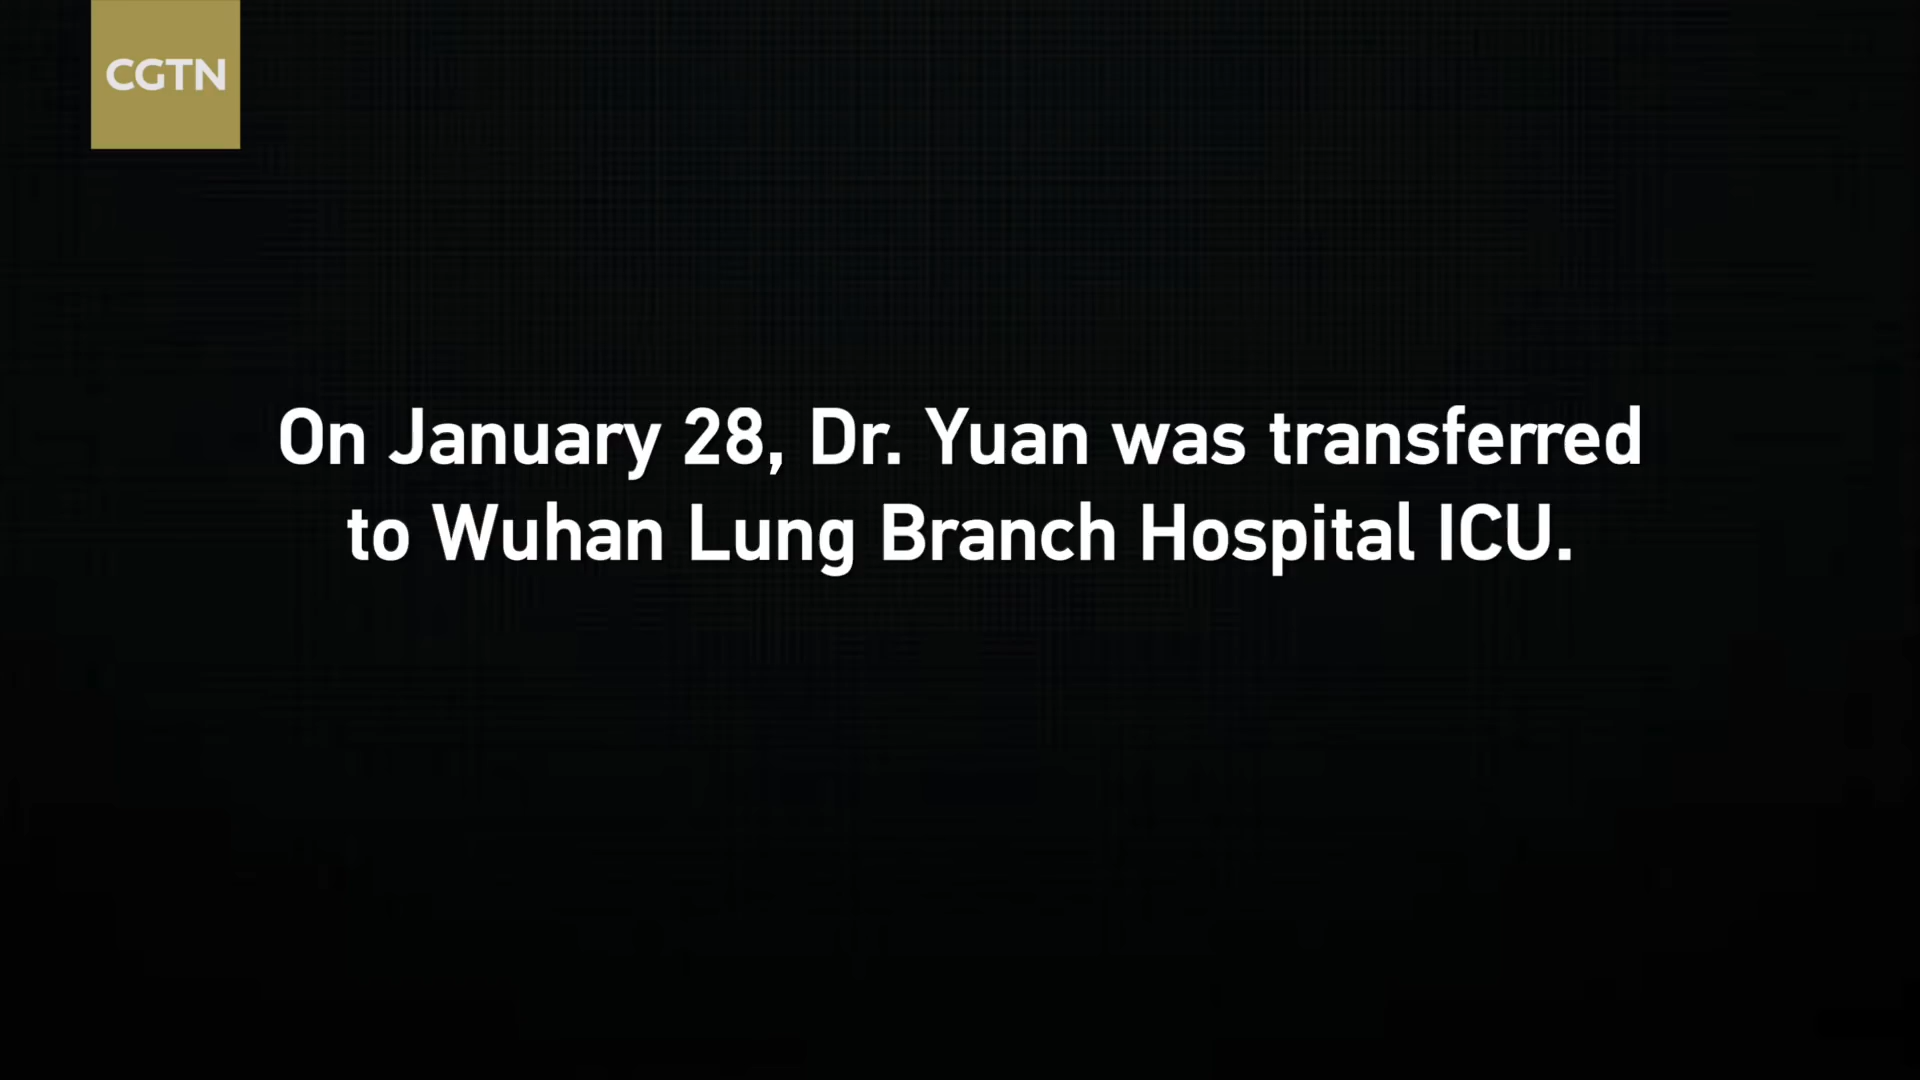 CGTN
On January 28, Dr. Yuan was transferred
to Wuhan Lung Branch Hospital ICU.